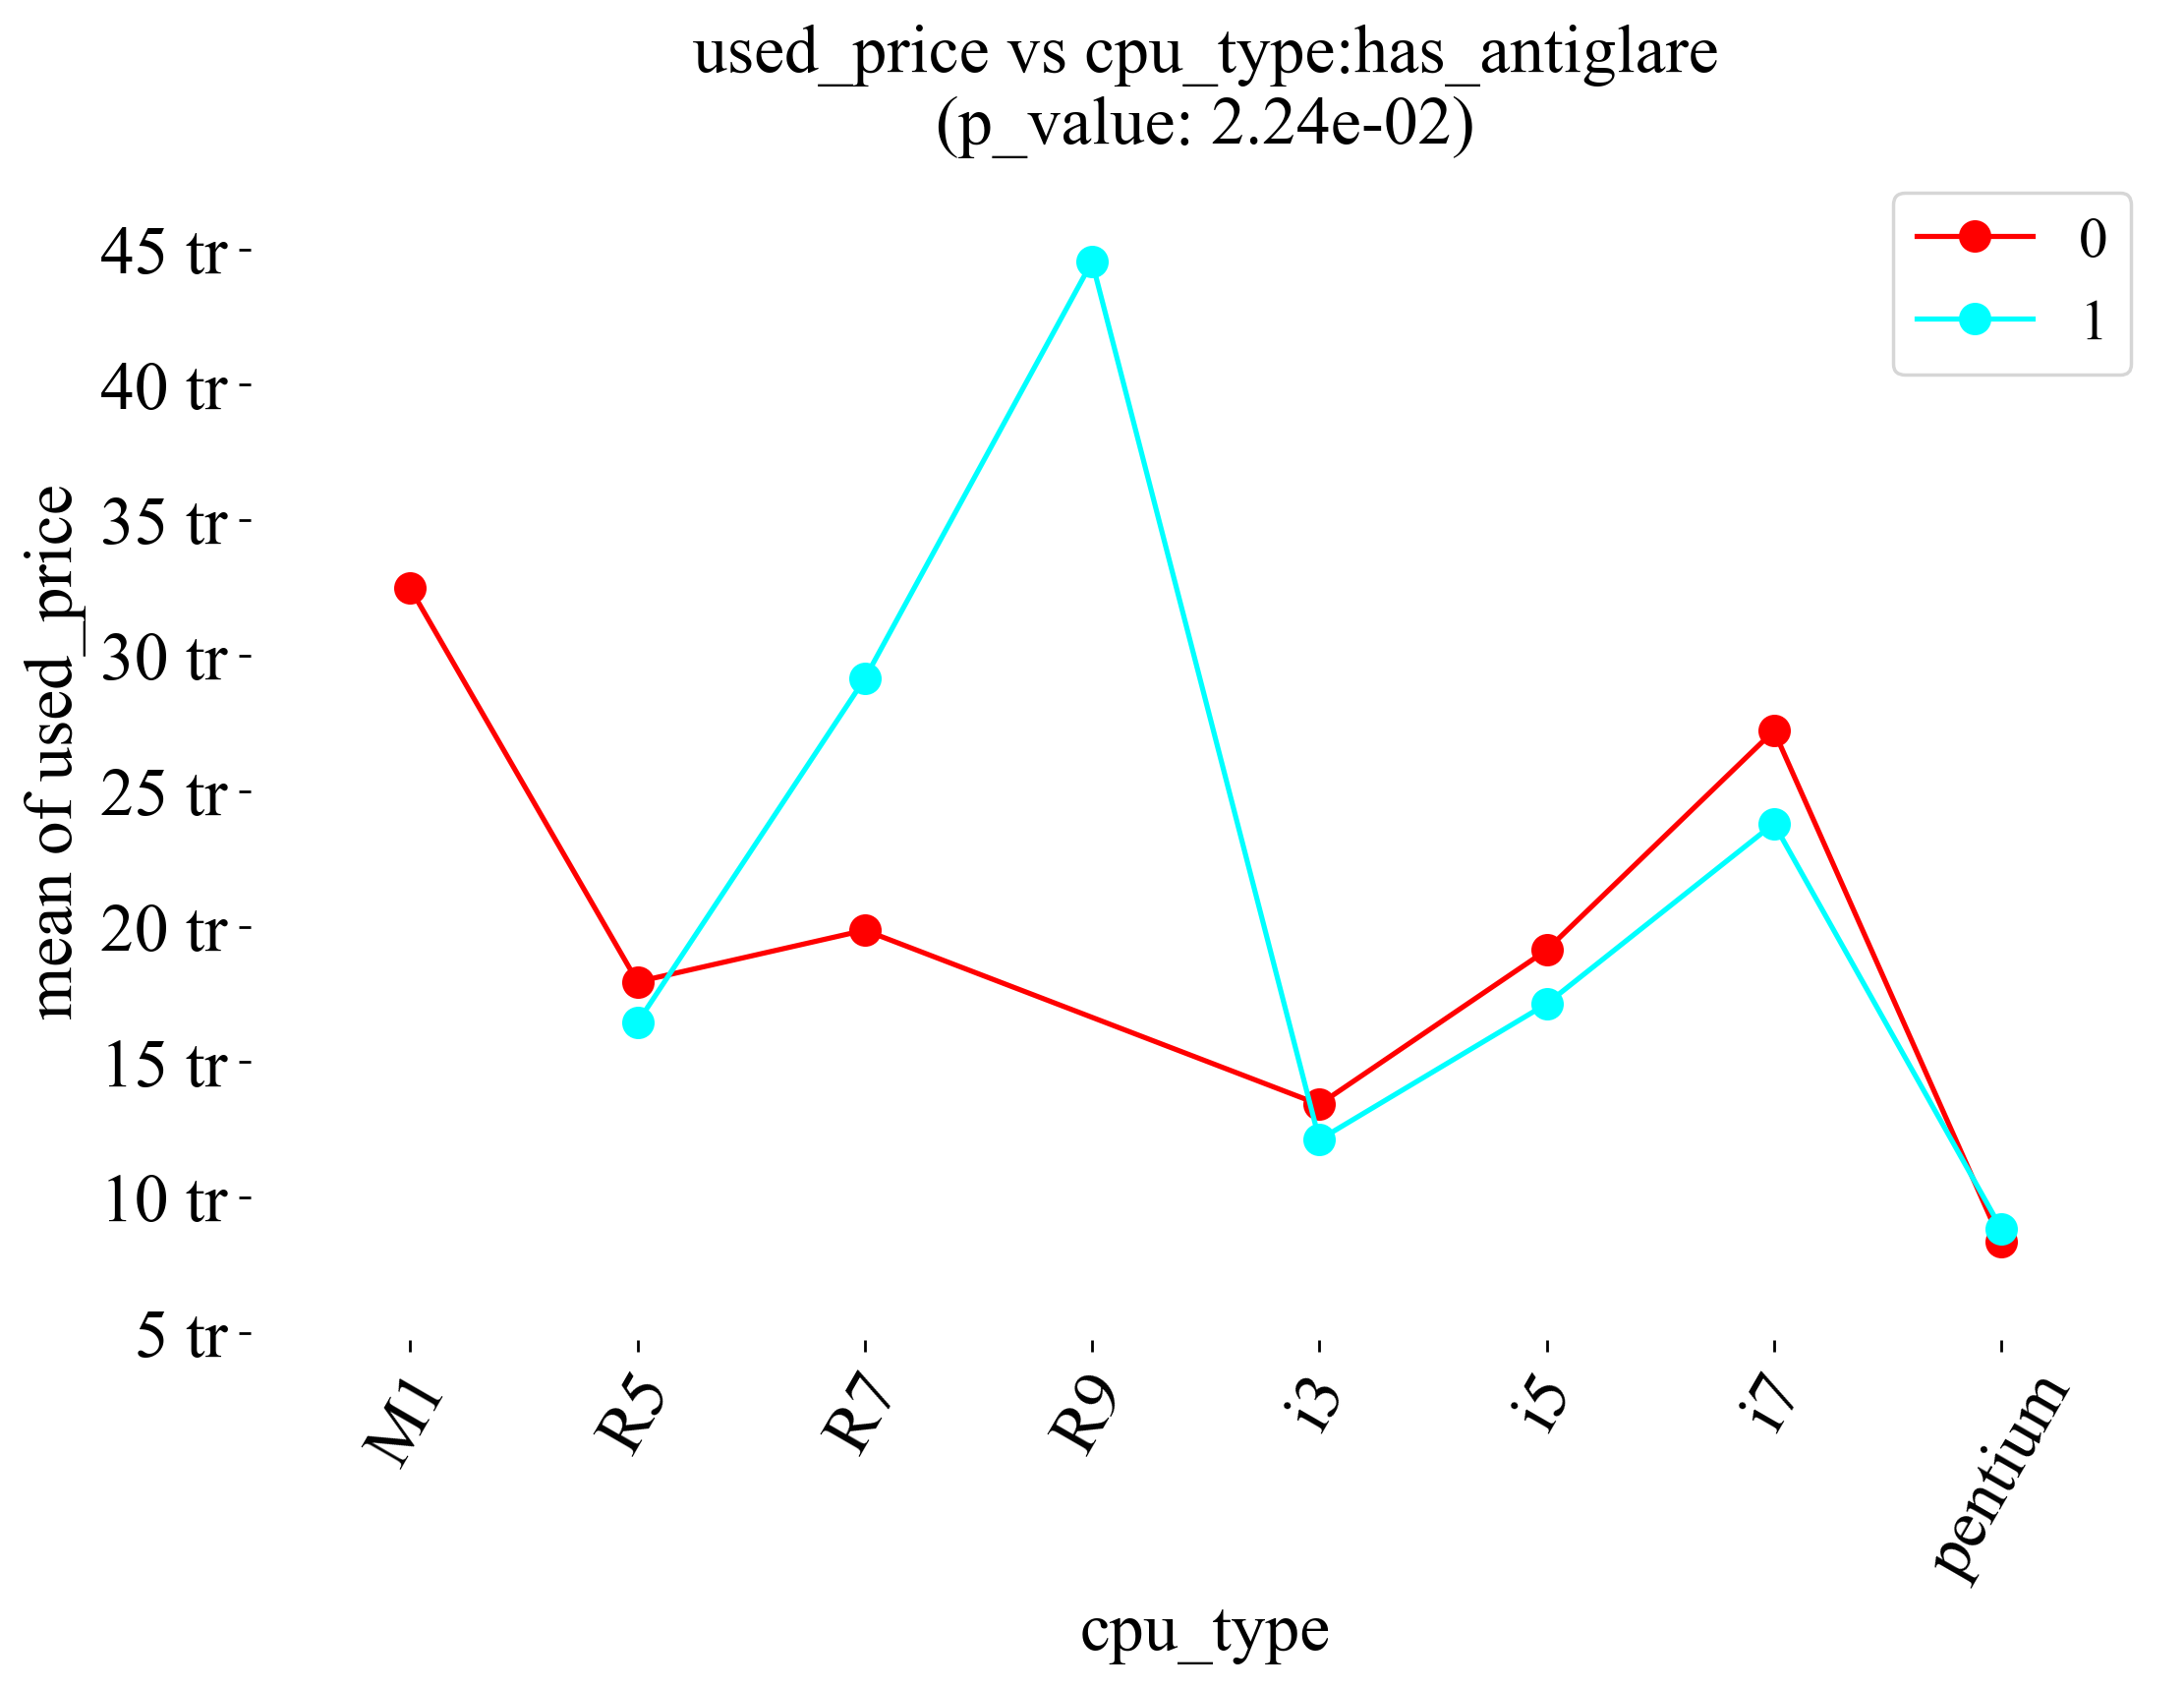 used_price vs cpu_type:has_antiglare
(p_value: 2.24e-02)
0
1
45 tr
40 tr
35 tr
30 tr
25 tr
20 tr
15 tr
10 tr
5 tr
mean of used_price
M1
R5
R7
R9
i3
i5
i7
pentium
cpu_type